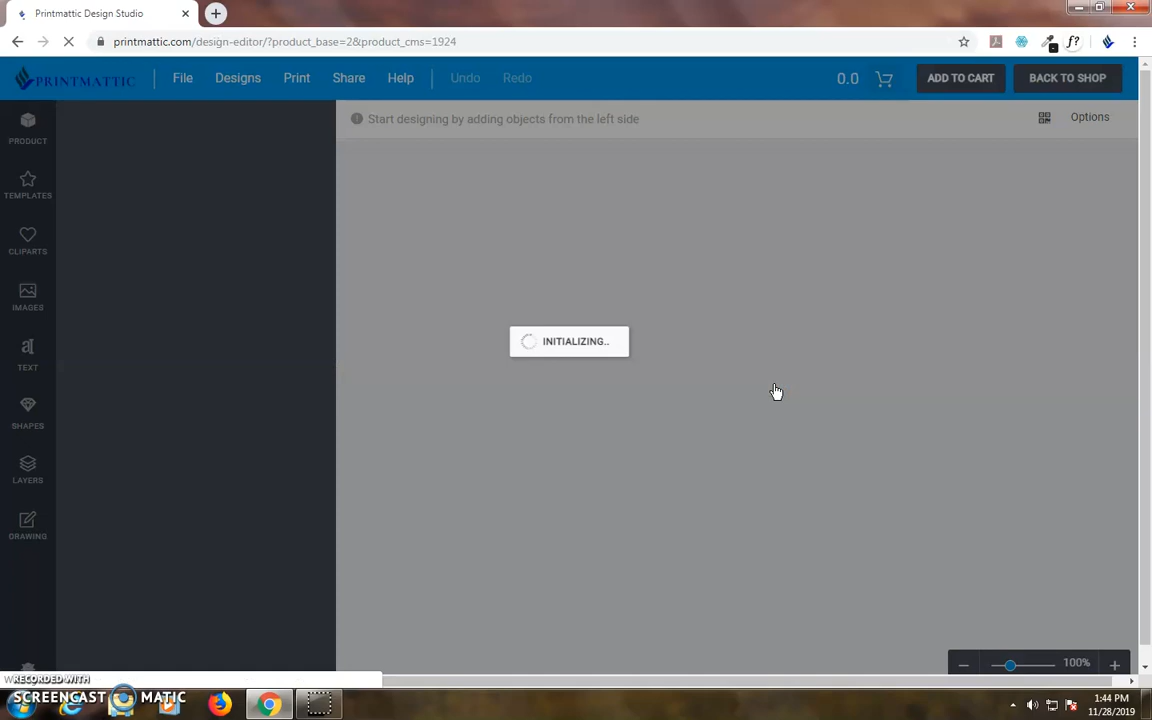 Printmattic Design Studio
printmattic.com/design-editor/?product_base=2&product_cms=1924
PRINTMATTIC
File
Designs
Print
Share
Help
Undo
Redo
0.0
ADD TO CART
BACK TO SHOP
Start designing by adding objects from the left side
Options
PRODUCT
TEMPLATES
CLIPARTS
IMAGES
TEXT
SHAPES
LAYERS
DRAWING
INITIALIZING..
100%
RECORDED WITH
SCREENCAST MATIC
1:44 PM
11/28/2019